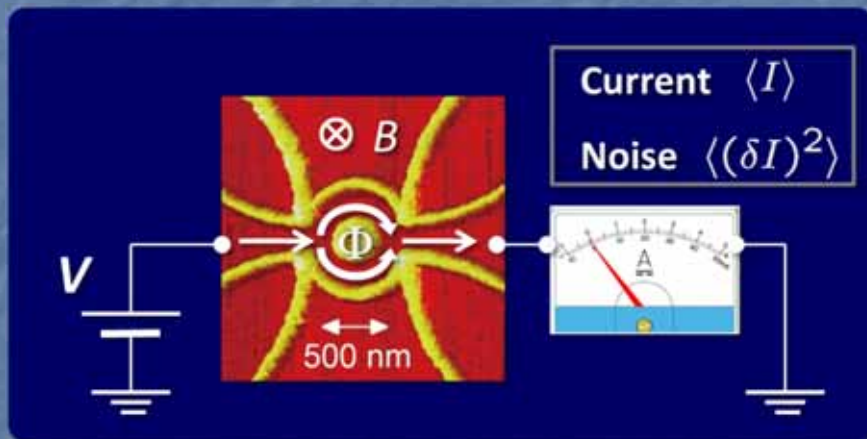 Current ⟨I⟩
Noise ⟨(δI)²⟩
⊗ B
Φ
V
A
500 nm